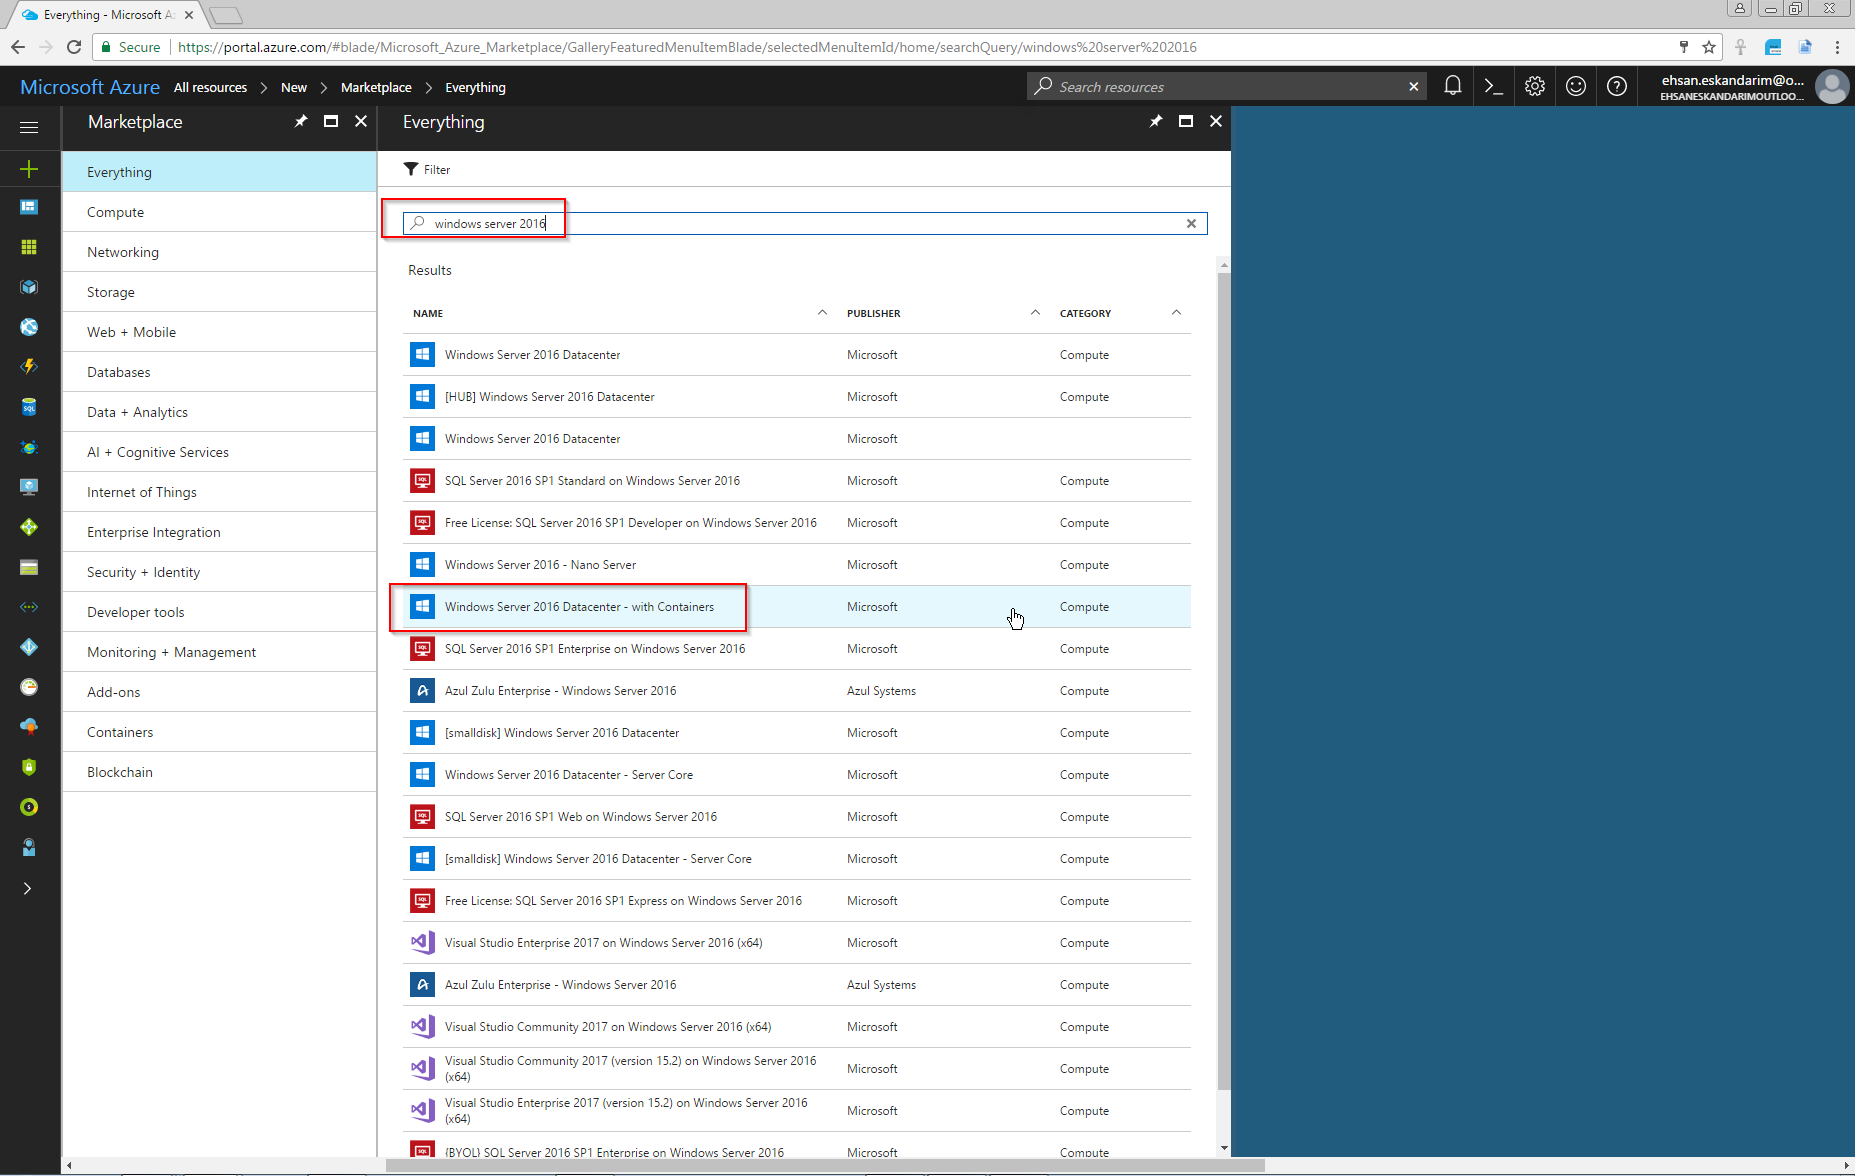 Everything - Microsoft Az
Secure
https://portal.azure.com/#blade/Microsoft_Azure_Marketplace/GalleryFeaturedMenuItemBlade/selectedMenuItemId/home/searchQuery/windows%20server%202016
Microsoft Azure All resources > New > Marketplace > Everything
Search resources
ehsan.eskandarim@o...
EHSANESKANDARIMOUTLOO...
Marketplace
Everything
Compute
Networking
Storage
Web + Mobile
Databases
Data + Analytics
AI + Cognitive Services
Internet of Things
Enterprise Integration
Security + Identity
Developer tools
Monitoring + Management
Add-ons
Containers
Blockchain
Everything
Filter
windows server 2016
Results
NAME PUBLISHER CATEGORY
Windows Server 2016 Datacenter Microsoft Compute
[HUB] Windows Server 2016 Datacenter Microsoft Compute
Windows Server 2016 Datacenter Microsoft
SQL Server 2016 SP1 Standard on Windows Server 2016 Microsoft Compute
Free License: SQL Server 2016 SP1 Developer on Windows Server 2016 Microsoft Compute
Windows Server 2016 - Nano Server Microsoft Compute
Windows Server 2016 Datacenter - with Containers Microsoft Compute
SQL Server 2016 SP1 Enterprise on Windows Server 2016 Microsoft Compute
Azul Zulu Enterprise - Windows Server 2016 Azul Systems Compute
[smalldisk] Windows Server 2016 Datacenter Microsoft Compute
Windows Server 2016 Datacenter - Server Core Microsoft Compute
SQL Server 2016 SP1 Web on Windows Server 2016 Microsoft Compute
[smalldisk] Windows Server 2016 Datacenter - Server Core Microsoft Compute
Free License: SQL Server 2016 SP1 Express on Windows Server 2016 Microsoft Compute
Visual Studio Enterprise 2017 on Windows Server 2016 (x64) Microsoft Compute
Azul Zulu Enterprise - Windows Server 2016 Azul Systems Compute
Visual Studio Community 2017 on Windows Server 2016 (x64) Microsoft Compute
Visual Studio Community 2017 (version 15.2) on Windows Server 2016
(x64) Microsoft Compute
Visual Studio Enterprise 2017 (version 15.2) on Windows Server 2016
(x64) Microsoft Compute
{BYOL} SQL Server 2016 SP1 Enterprise on Windows Server 2016 Microsoft Compute